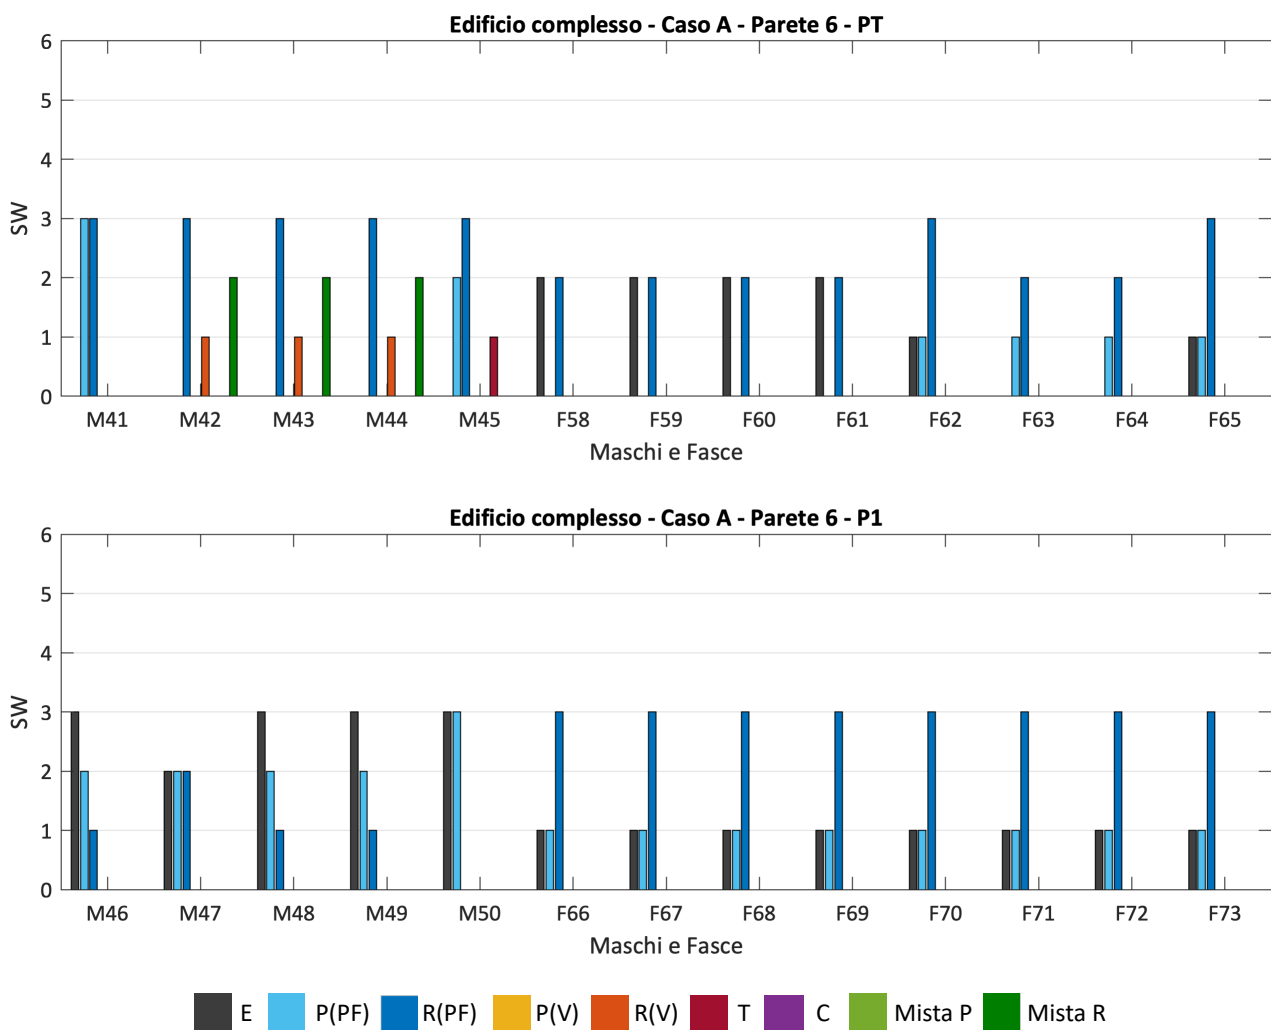 Edificio complesso - Caso A - Parete 6 - PT
6
5
4
3
2
1
0
SW
M41 M42 M43 M44 M45 F58 F59 F60 F61 F62 F63 F64 F65
Maschi e Fasce
Edificio complesso - Caso A - Parete 6 - P1
6
5
4
3
2
1
0
SW
M46 M47 M48 M49 M50 F66 F67 F68 F69 F70 F71 F72 F73
Maschi e Fasce
E P(PF) R(PF) P(V) R(V) T C Mista P Mista R